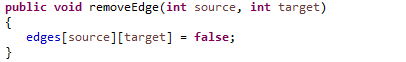 public void removeEdge(int source, int target)
{
   edges[source][target] = false;
}